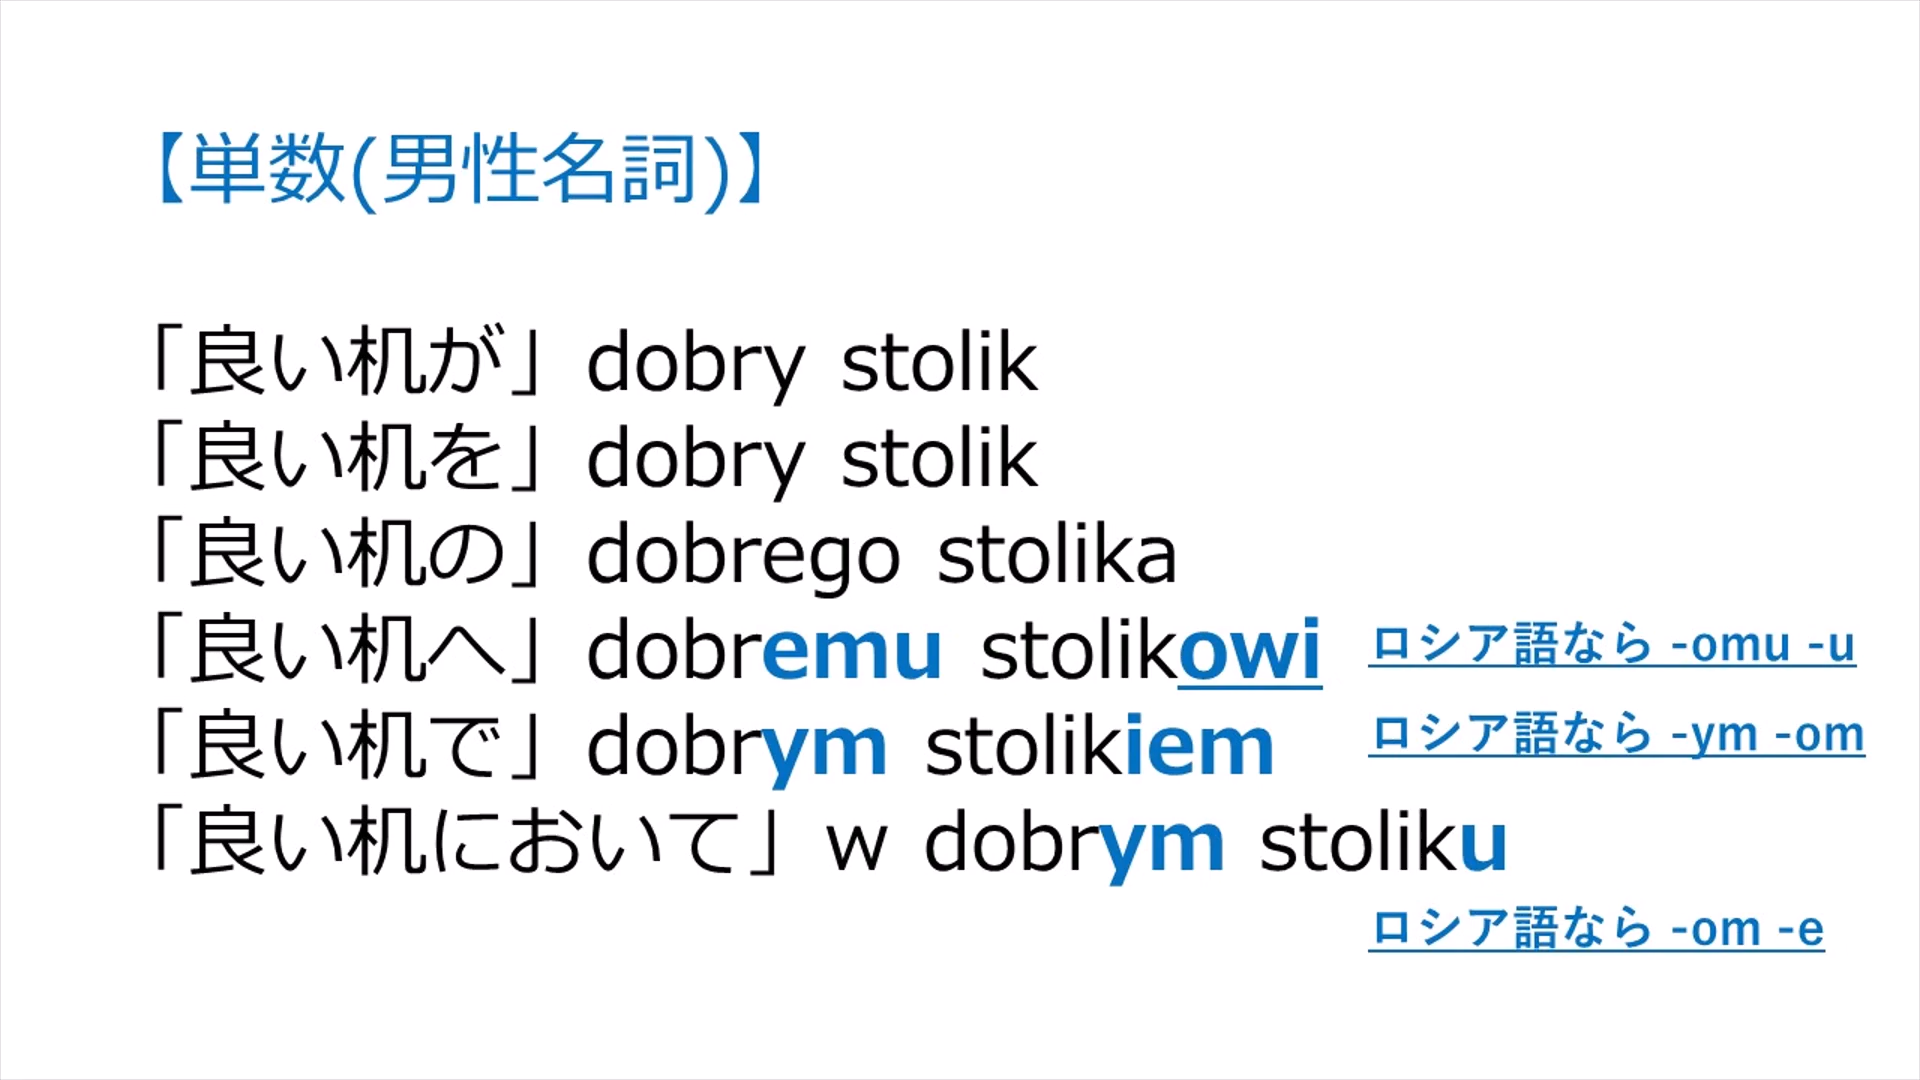 【単数(男性名詞)】
「良い机が」dobry stolik
「良い机を」dobry stolik
「良い机の」dobrego stolika
「良い机へ」dobremu stolikowi ロシア語なら -omu -u
「良い机で」dobrym stolikiem ロシア語なら -ym -om
「良い机において」w dobrym stoliku
ロシア語なら -om -e